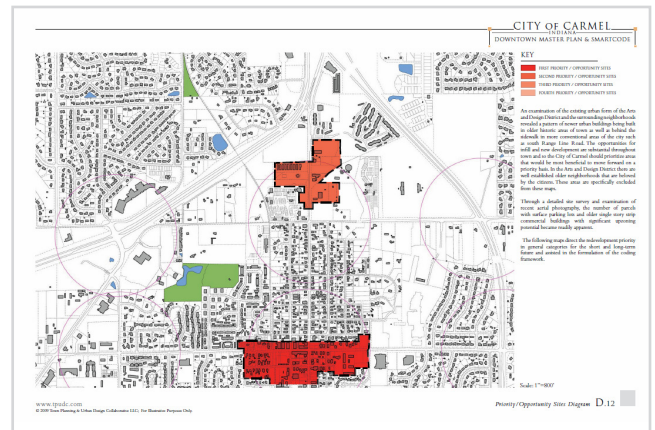 CITY OF CARMEL
INDIANA
DOWNTOWN MASTER PLAN & SMARTCODE
KEY
FIRST PRIORITY / OPPORTUNITY SITES
SECOND PRIORITY / OPPORTUNITY SITES
THIRD PRIORITY / OPPORTUNITY SITES
FOURTH PRIORITY / OPPORTUNITY SITES
An examination of the existing urban form of the Arts
and Design District and the surrounding neighborhoods
revealed a pattern of newer urban buildings being built
in older historic areas of town as well as behind the
sidewalk in more conventional areas of the city such
as south Range Line Road. The opportunities for
infill and new development are substantial throughout
town and so the City of Carmel should prioritize areas
that would be most beneficial to move forward on a
priority basis. In the Arts and Design District there are
well established older neighborhoods that are beloved
by the citizens. These areas are specifically excluded
from these maps.
Through a detailed site survey and examination of
recent aerial photography, the number of parcels
with surface parking lots and older single story strip
commercial buildings with significant upcoming
potential became readily apparent.
The following maps direct the redevelopment priority
in general categories for the short and long-term
future and assisted in the formulation of the coding
framework.
Scale: 1"=800'
www.tpudc.com
© 2009 Town Planning & Urban Design Collaborative LLC; For Illustrative Purposes Only.
Priority/Opportunity Sites Diagram D.12